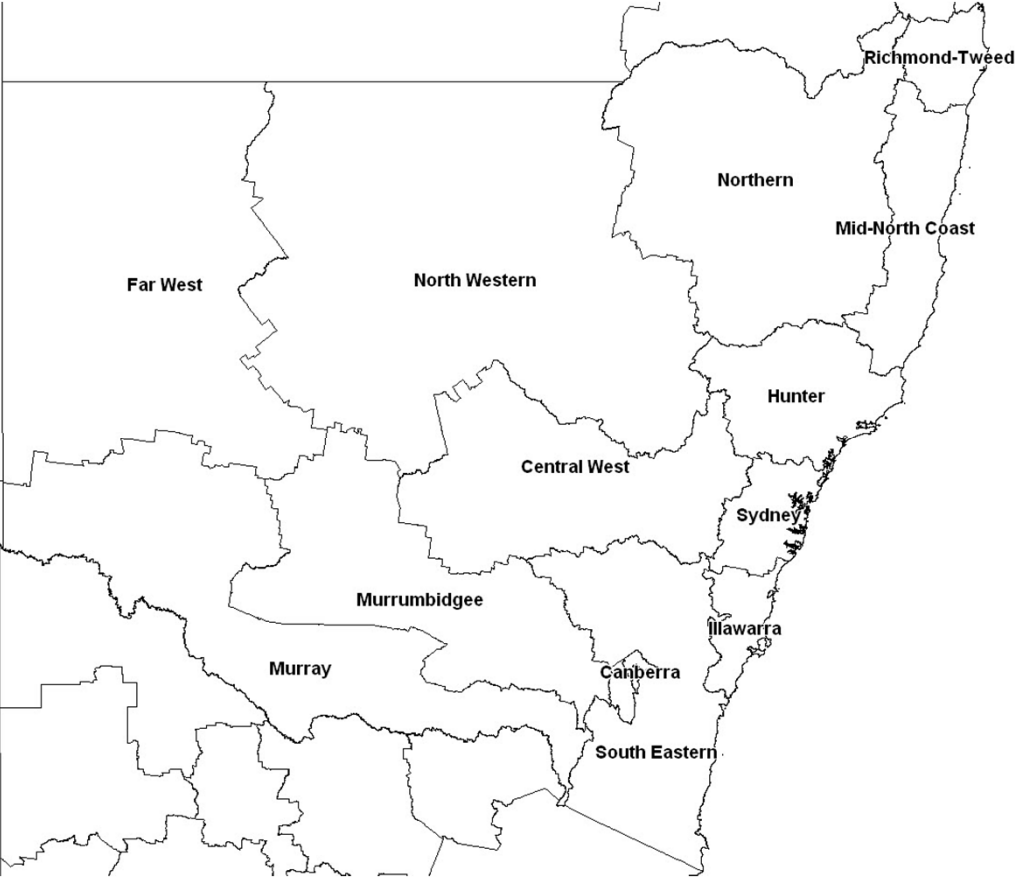 Richmond-Tweed
Northern
Mid-North Coast
North Western
Far West
Hunter
Central West
Sydney
Murrumbidgee
Illawarra
Murray
Canberra
South Eastern